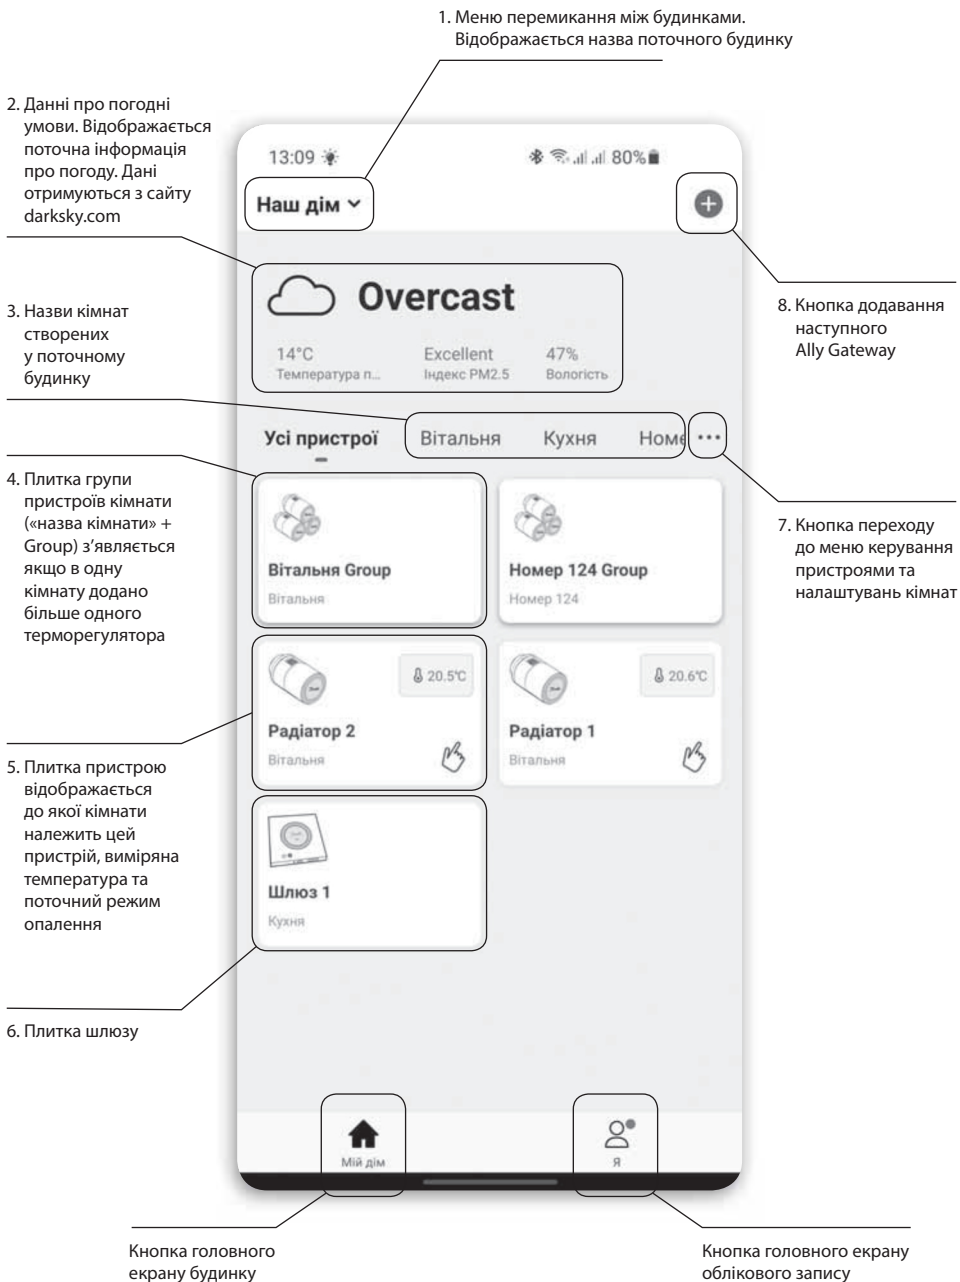 1. Меню перемикання між будинками.
Відображається назва поточного будинку
2. Данні про погодні
умови. Відображається
поточна інформація
про погоду. Дані
отримуються з сайту
darksky.com
3. Назви кімнат
створених
у поточному
будинку
4. Плитка групи
пристроїв кімнати
(«назва кімнати» +
Group) з’являється
якщо в одну
кімнату додано
більше одного
терморегулятора
5. Плитка пристрою
відображається
до якої кімнати
належить цей
пристрій, виміряна
температура та
поточний режим
опалення
6. Плитка шлюзу
13:09 80%
Наш дім
Overcast
14°C Excellent 47%
Температура п... Індекс PM2.5 Вологість
Усі пристрої Вітальня Кухня Номе ...
Вітальня Group
Вітальня
Номер 124 Group
Номер 124
20.5°C
Радіатор 2
Вітальня
20.6°C
Радіатор 1
Вітальня
Шлюз 1
Кухня
Мій дім Я
8. Кнопка додавання
наступного
Ally Gateway
7. Кнопка переходу
до меню керування
пристроями та
налаштувань кімнат
Кнопка головного
екрану будинку
Кнопка головного екрану
облікового запису